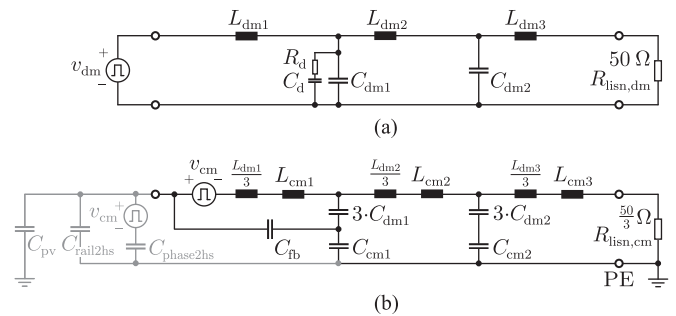 L_dm1 L_dm2 L_dm3
+ v_dm −
R_d C_d C_dm1 C_dm2
50 Ω R_lisn,dm
(a)
v_cm + − L_dm1/3 L_cm1 L_dm2/3 L_cm2 L_dm3/3 L_cm3
v_cm + − 3·C_dm1 3·C_dm2 50/3 Ω
C_pv C_rail2hs C_phase2hs C_fb C_cm1 C_cm2 R_lisn,cm
PE
(b)